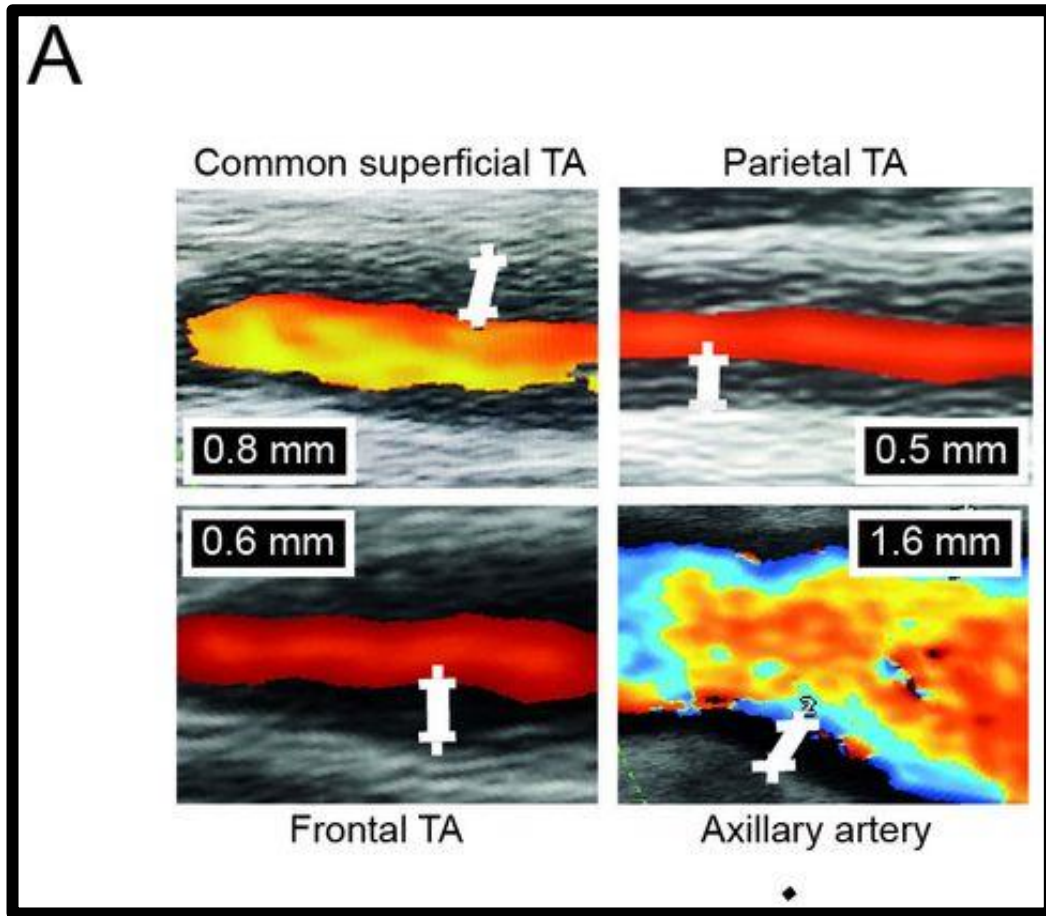 A
Common superficial TA
Parietal TA
0.8 mm
0.5 mm
0.6 mm
1.6 mm
2
Frontal TA
Axillary artery